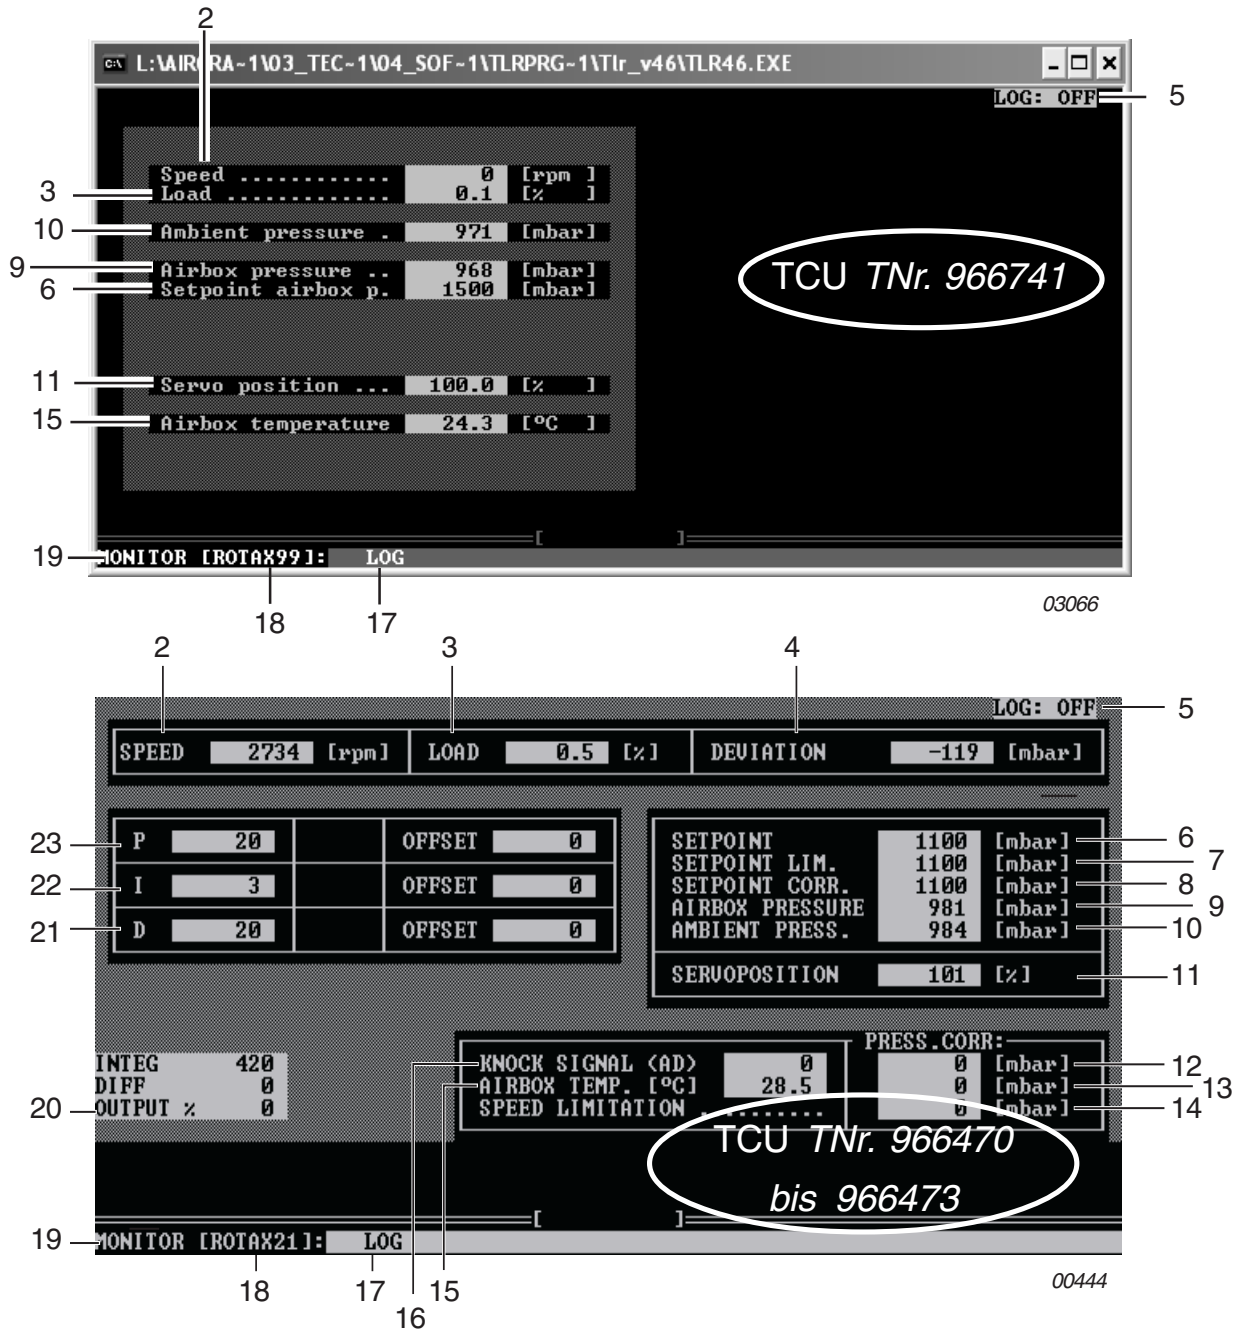 2
L:\AIRCRA~1\03_TEC~1\04_SOF~1\TLRPRG~1\Tlr_v46\TLR46.EXE
LOG: OFF 5
Speed ............ 0 [rpm ]
3 Load ............. 0.1 [% ]
10 Ambient pressure . 971 [mbar]
9 Airbox pressure .. 968 [mbar]
6 Setpoint airbox p. 1500 [mbar]
TCU TNr. 966741
11 Servo position ... 100.0 [% ]
15 Airbox temperature 24.3 [ºC ]
[ ]
19 MONITOR [ROTAX99]: LOG
18 17
03066
2 3 4
LOG: OFF 5
SPEED 2734 [rpm] LOAD 0.5 [%] DEVIATION -119 [mbar]
23 P 20 OFFSET 0
22 I 3 OFFSET 0
21 D 20 OFFSET 0
SETPOINT 1100 [mbar] 6
SETPOINT LIM. 1100 [mbar] 7
SETPOINT CORR. 1100 [mbar] 8
AIRBOX PRESSURE 981 [mbar] 9
AMBIENT PRESS. 984 [mbar] 10
SERVOPOSITION 101 [%] 11
INTEG 420
DIFF 0
20 OUTPUT % 0
PRESS.CORR:
KNOCK SIGNAL (AD) 0 0 [mbar] 12
AIRBOX TEMP. [ºC] 28.5 0 [mbar] 13
SPEED LIMITATION .......... 0 [mbar] 14
TCU TNr. 966470
bis 966473
[ ]
19 MONITOR [ROTAX21]: LOG
18 17 16 15
00444